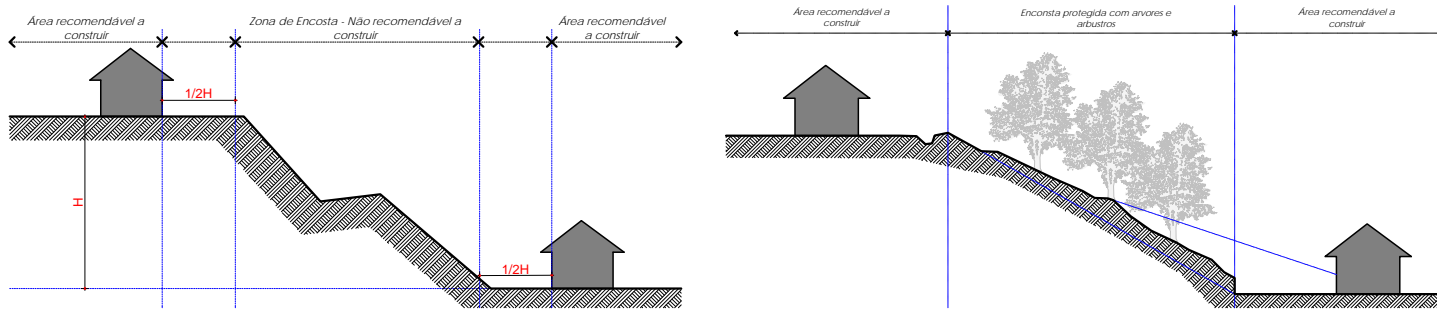 Área recomendável a
construir
Zona de Encosta - Não recomendável a
construir
Área recomendável
a construir
1/2H
H
1/2H
Área recomendável a
construir
Enconsta protegida com arvores e
arbustros
Área recomendável a
construir